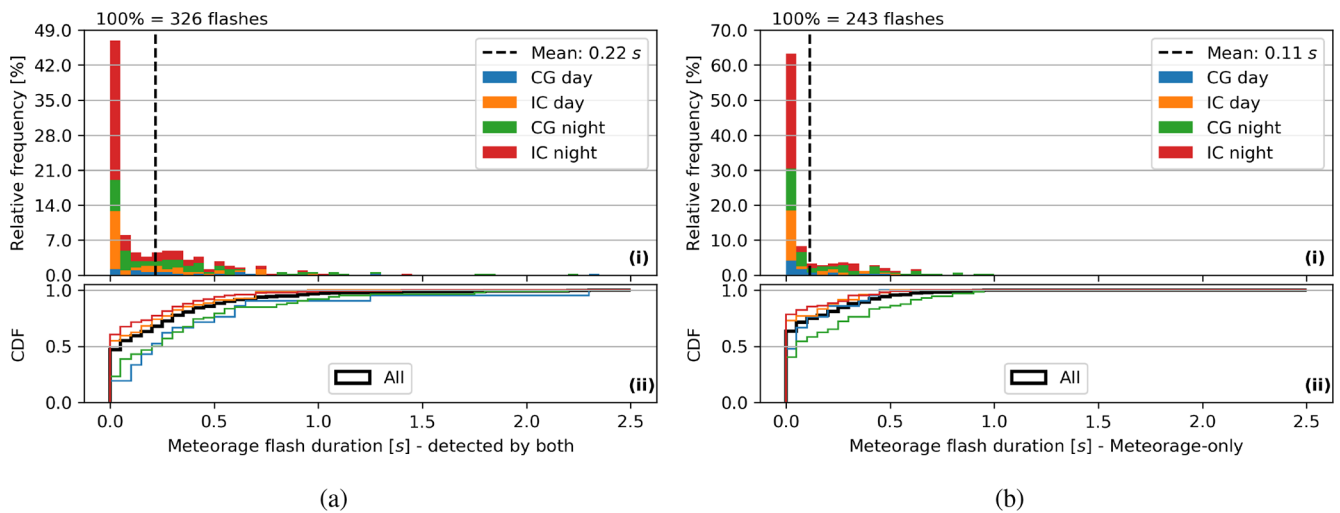 100% = 326 flashes
49.0
42.0
35.0
28.0
21.0
14.0
7.0
0.0
Relative frequency [%]
Mean: 0.22 s
CG day
IC day
CG night
IC night
(i)
1.0
0.5
0.0
CDF
All
(ii)
0.0 0.5 1.0 1.5 2.0 2.5
Meteorage flash duration [s] - detected by both
(a)
100% = 243 flashes
70.0
60.0
50.0
40.0
30.0
20.0
10.0
0.0
Relative frequency [%]
Mean: 0.11 s
CG day
IC day
CG night
IC night
(i)
1.0
0.5
0.0
CDF
All
(ii)
0.0 0.5 1.0 1.5 2.0 2.5
Meteorage flash duration [s] - Meteorage-only
(b)